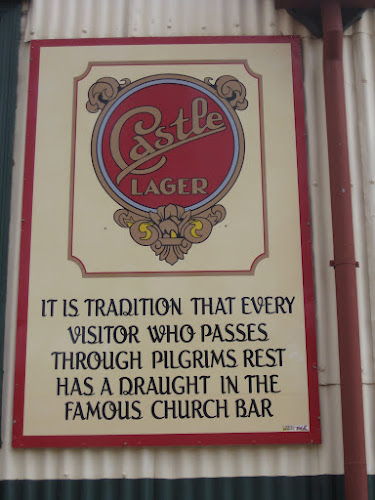 Castle
LAGER
IT IS TRADITION THAT EVERY
VISITOR WHO PASSES
THROUGH PILGRIMS REST
HAS A DRAUGHT IN THE
FAMOUS CHURCH BAR